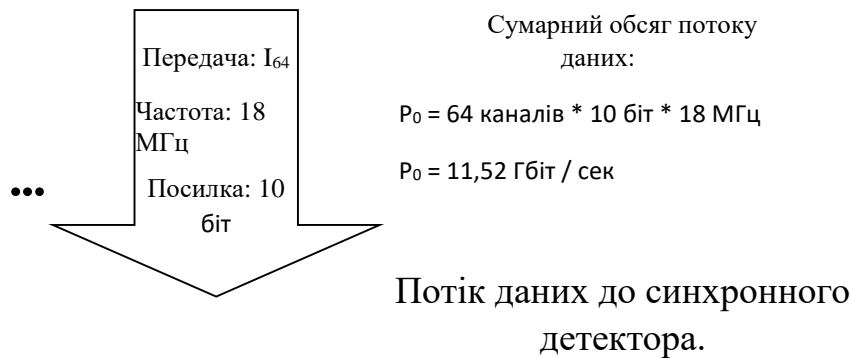 Передача: I₆₄
Частота: 18
МГц
Посилка: 10
біт
•••
Сумарний обсяг потоку
даних:
P₀ = 64 каналів * 10 біт * 18 МГц
P₀ = 11,52 Гбіт / сек
Потік даних до синхронного
детектора.